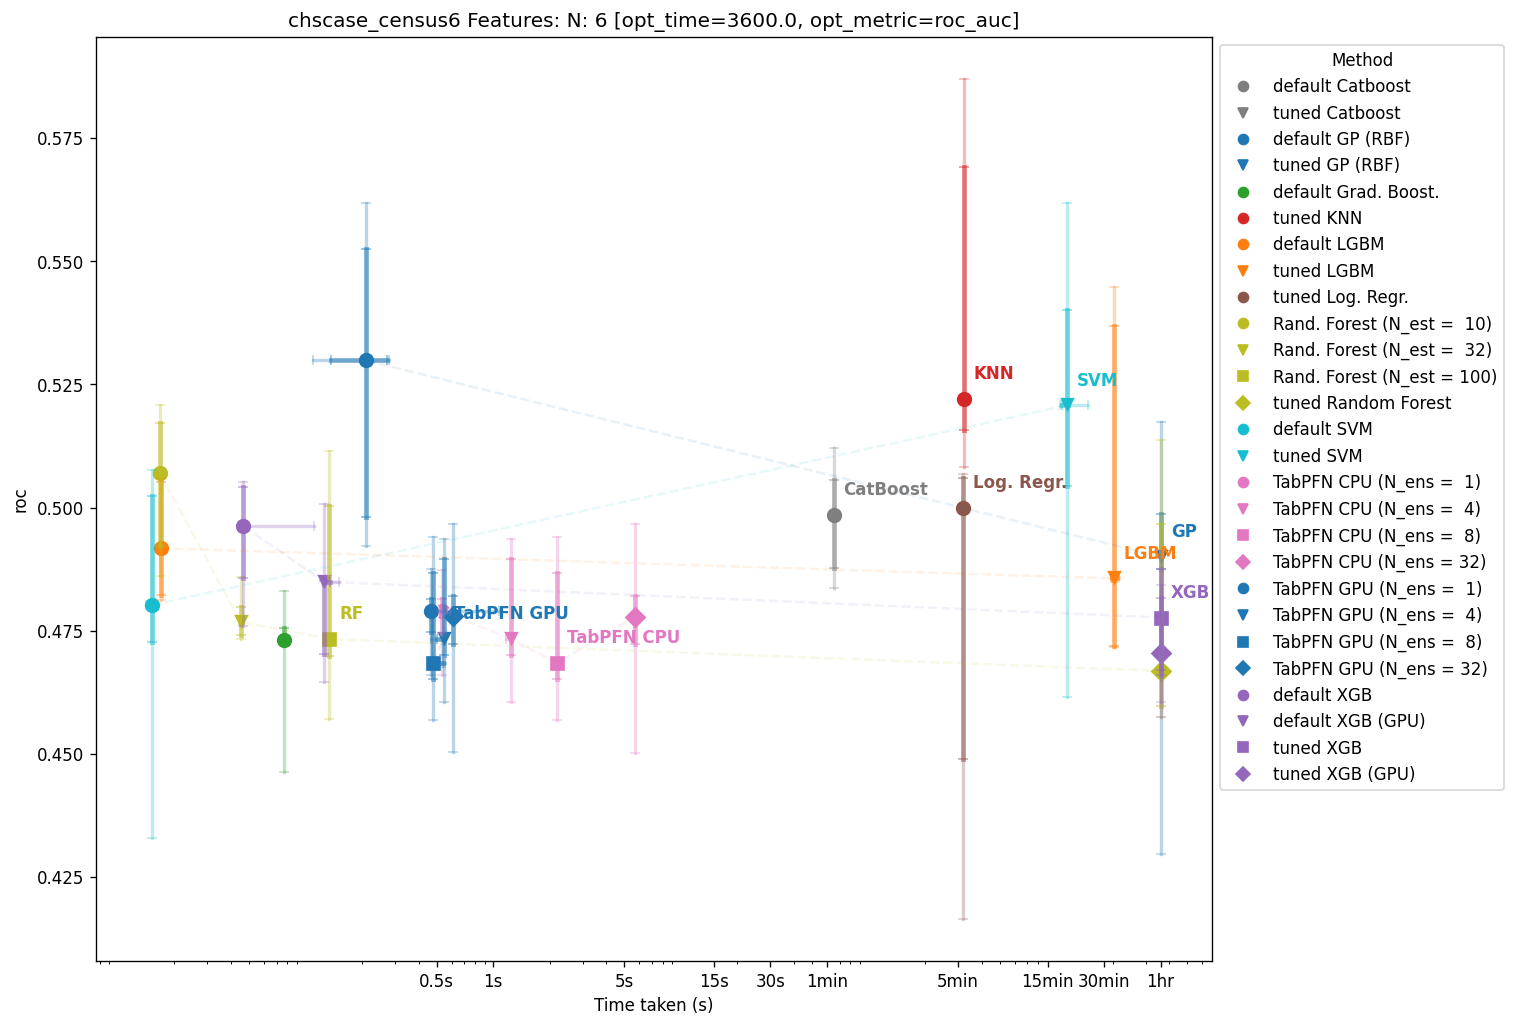 chscase_census6 Features: N: 6 [opt_time=3600.0, opt_metric=roc_auc]
roc
0.575
0.550
0.525
0.500
0.475
0.450
0.425
KNN
SVM
CatBoost
Log. Regr.
GP
LGBM
XGB
RF
TabPFN GPU
TabPFN CPU
0.5s 1s 5s 15s 30s 1min 5min 15min 30min 1hr
Time taken (s)
Method
default Catboost
tuned Catboost
default GP (RBF)
tuned GP (RBF)
default Grad. Boost.
tuned KNN
default LGBM
tuned LGBM
tuned Log. Regr.
Rand. Forest (N_est =  10)
Rand. Forest (N_est =  32)
Rand. Forest (N_est = 100)
tuned Random Forest
default SVM
tuned SVM
TabPFN CPU (N_ens =  1)
TabPFN CPU (N_ens =  4)
TabPFN CPU (N_ens =  8)
TabPFN CPU (N_ens = 32)
TabPFN GPU (N_ens =  1)
TabPFN GPU (N_ens =  4)
TabPFN GPU (N_ens =  8)
TabPFN GPU (N_ens = 32)
default XGB
default XGB (GPU)
tuned XGB
tuned XGB (GPU)